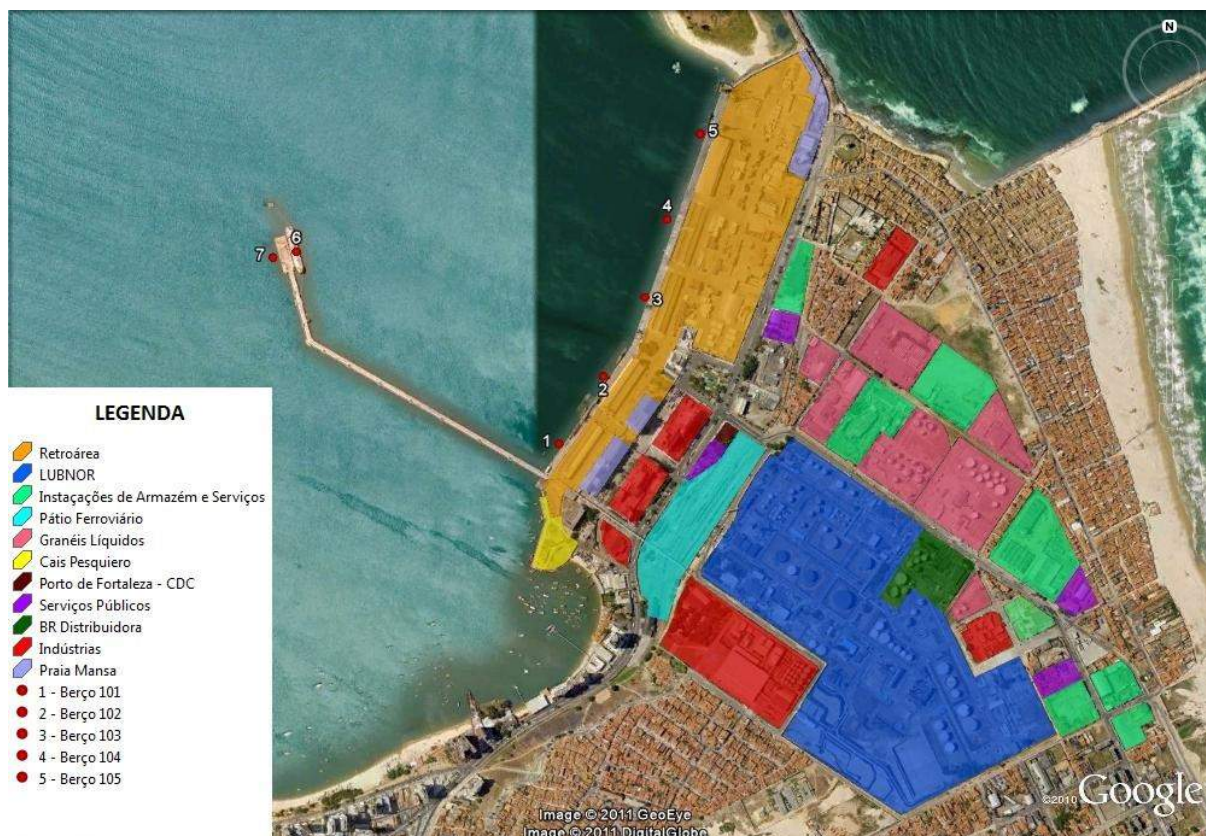 N
5
4
6
7
3
2
1
LEGENDA
Retroárea
LUBNOR
Instaçações de Armazém e Serviços
Pátio Ferroviário
Granéis Líquidos
Cais Pesquiero
Porto de Fortaleza - CDC
Serviços Públicos
BR Distribuidora
Indústrias
Praia Mansa
1 - Berço 101
2 - Berço 102
3 - Berço 103
4 - Berço 104
5 - Berço 105
©2010 Google
Image © 2011 GeoEye
Image © 2011 DigitalGlobe